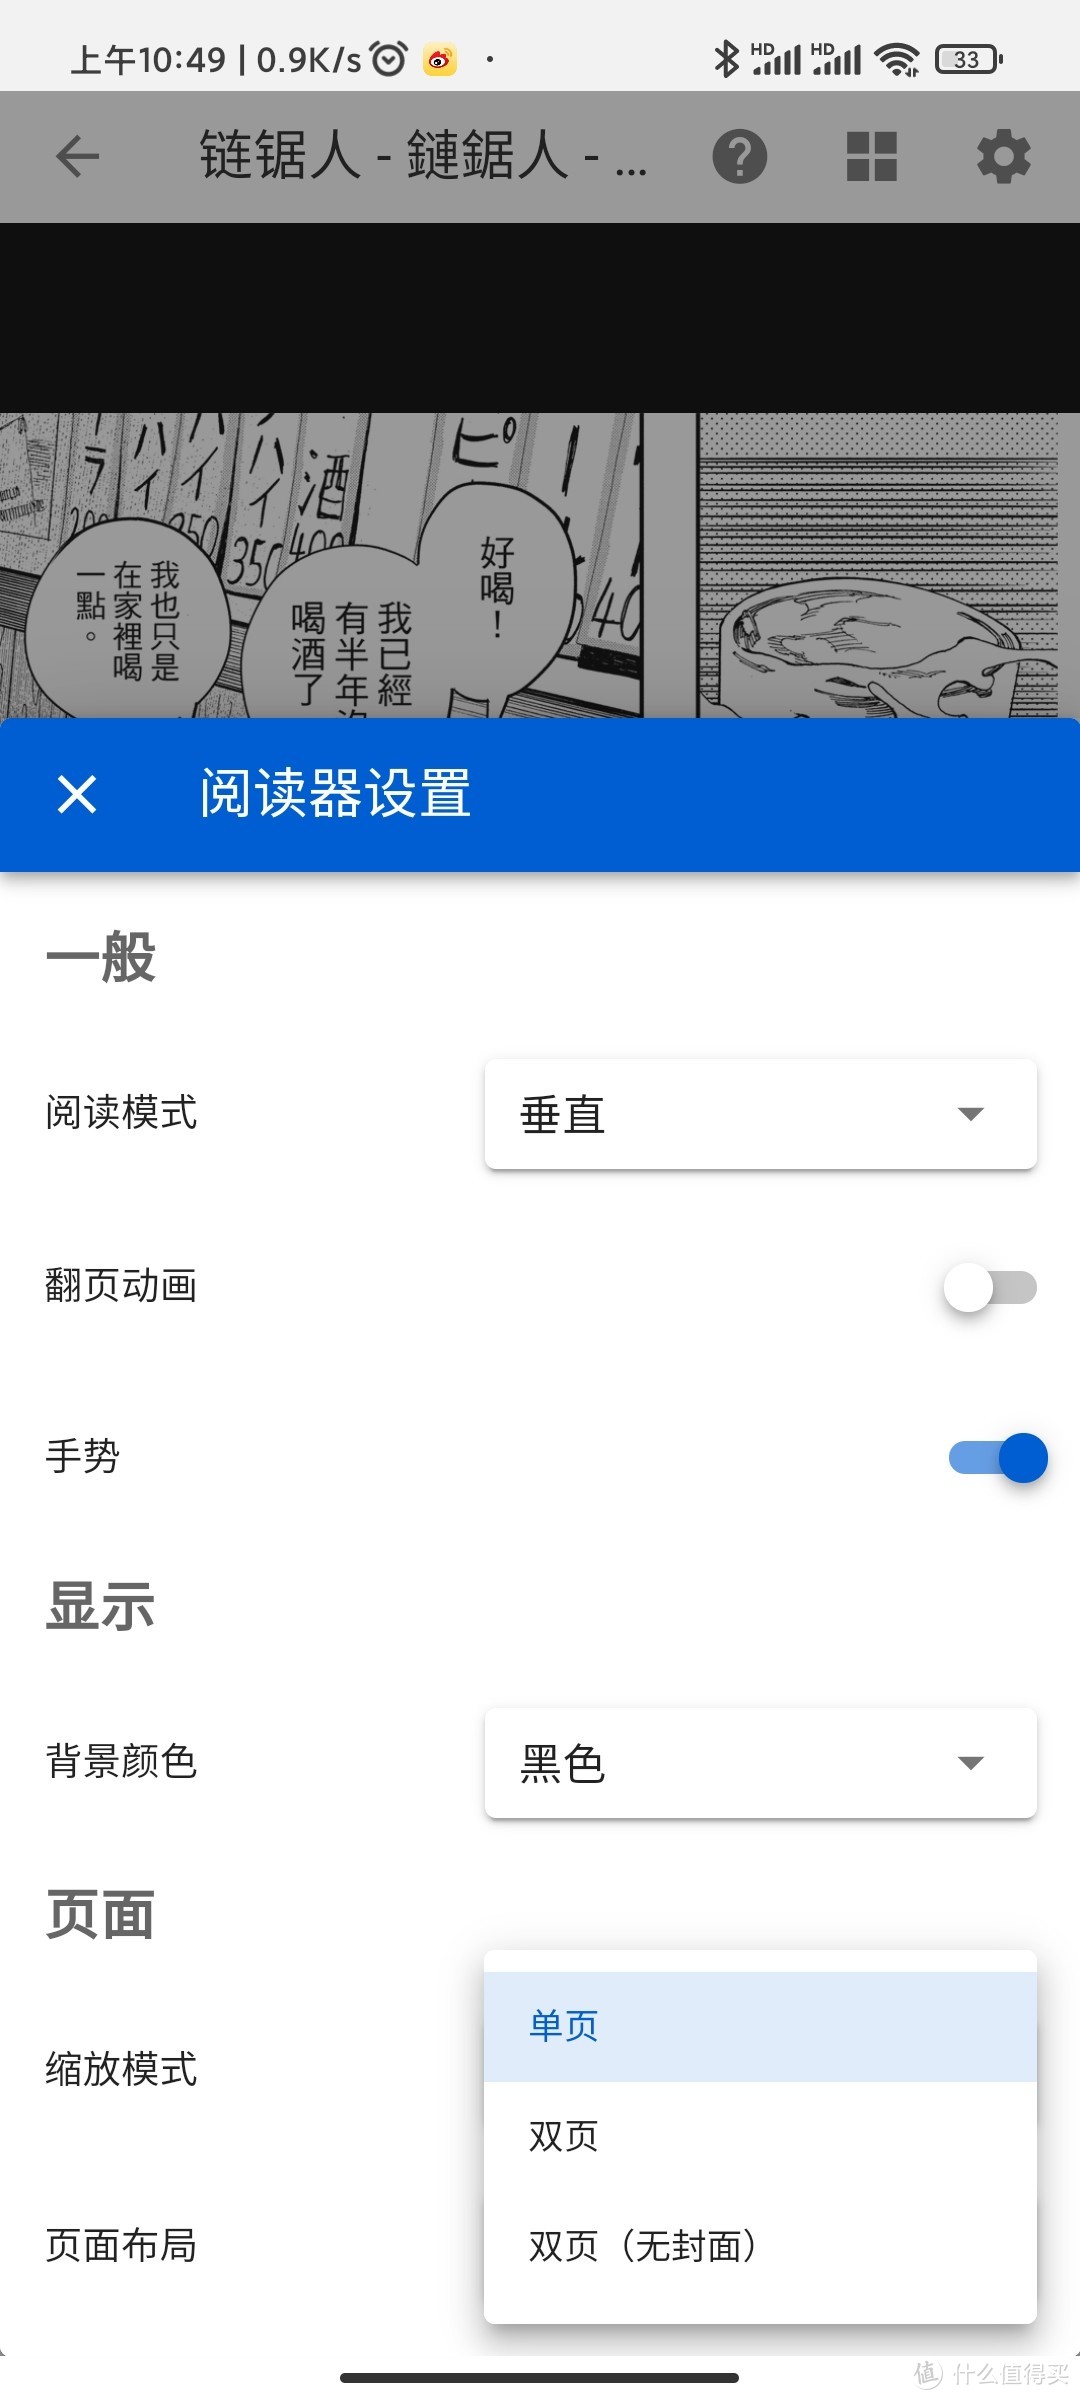 上午10:49 | 0.9K/s
HD HD 33
链锯人 - 鏈鋸人 - ...
ピ
酒
ハイ
ハイ
ライ
400
350
350
200
40
好喝！
我已經
有半年沒
喝酒了
我也只是
在家裡喝
一點。
阅读器设置
一般
阅读模式
垂直
翻页动画
手势
显示
背景颜色
黑色
页面
单页
缩放模式
双页
页面布局
双页（无封面）
值 什么值得买